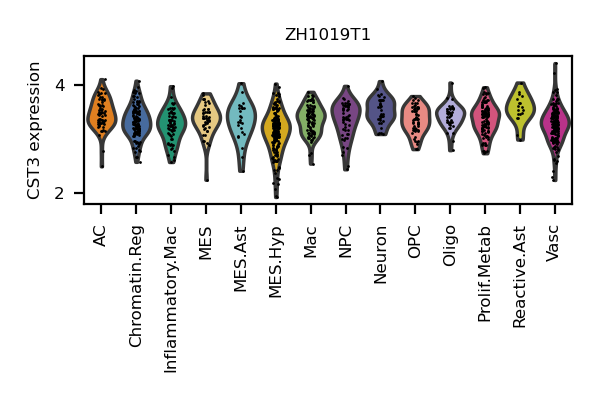 ZH1019T1
CST3 expression
4
2
AC
Chromatin.Reg
Inflammatory.Mac
MES
MES.Ast
MES.Hyp
Mac
NPC
Neuron
OPC
Oligo
Prolif.Metab
Reactive.Ast
Vasc